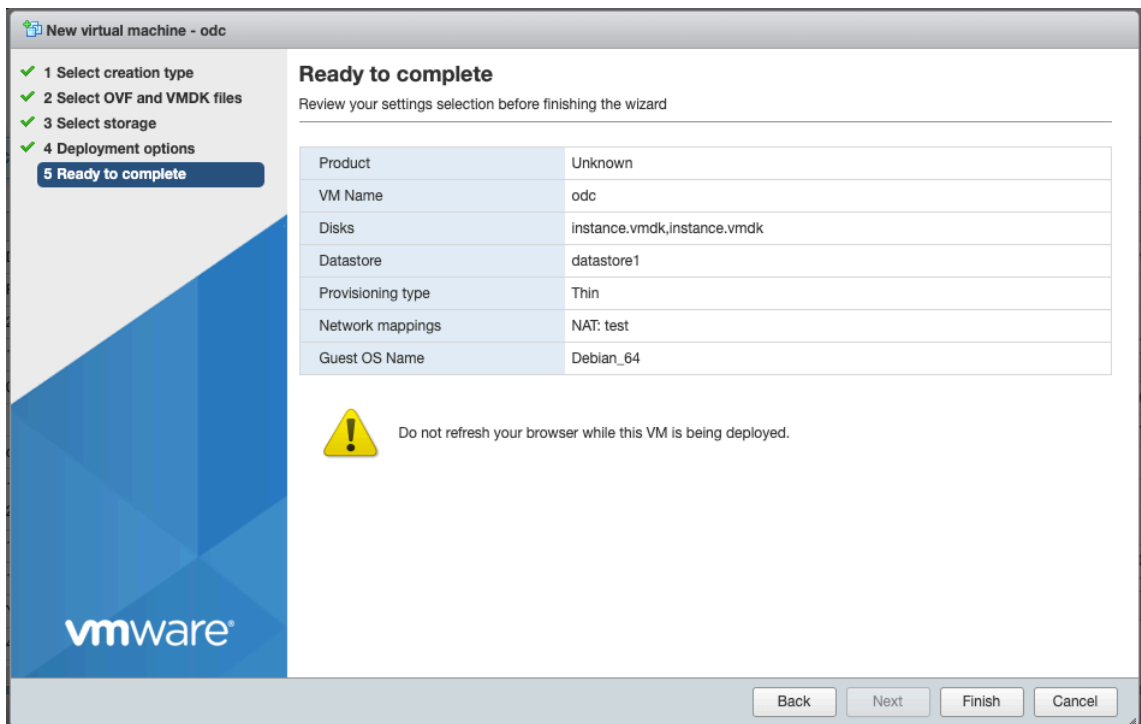 New virtual machine - odc
1 Select creation type
2 Select OVF and VMDK files
3 Select storage
4 Deployment options
5 Ready to complete
Ready to complete
Review your settings selection before finishing the wizard
Product Unknown
VM Name odc
Disks instance.vmdk,instance.vmdk
Datastore datastore1
Provisioning type Thin
Network mappings NAT: test
Guest OS Name Debian_64
Do not refresh your browser while this VM is being deployed.
vmware®
Back Next Finish Cancel